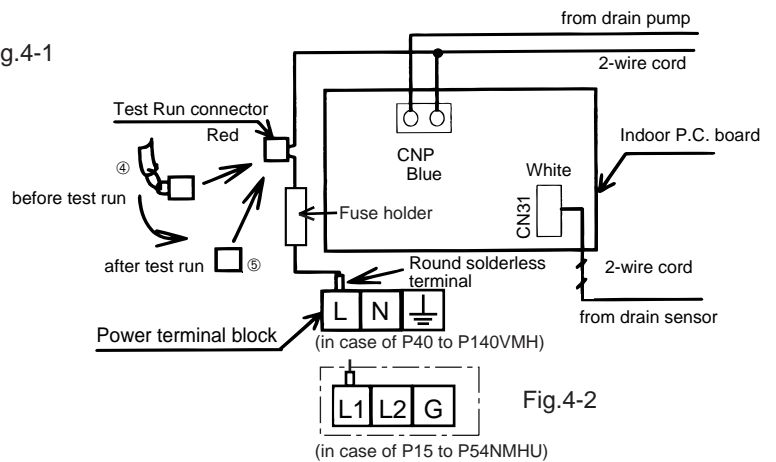 from drain pump
g.4-1
2-wire cord
Test Run connector
Red
Indoor P.C. board
CNP
Blue
White
④
before test run
CN31
Fuse holder
after test run
⑤
Round solderless
terminal
2-wire cord
L N
Power terminal block
from drain sensor
(in case of P40 to P140VMH)
L1 L2 G
Fig.4-2
(in case of P15 to P54NMHU)